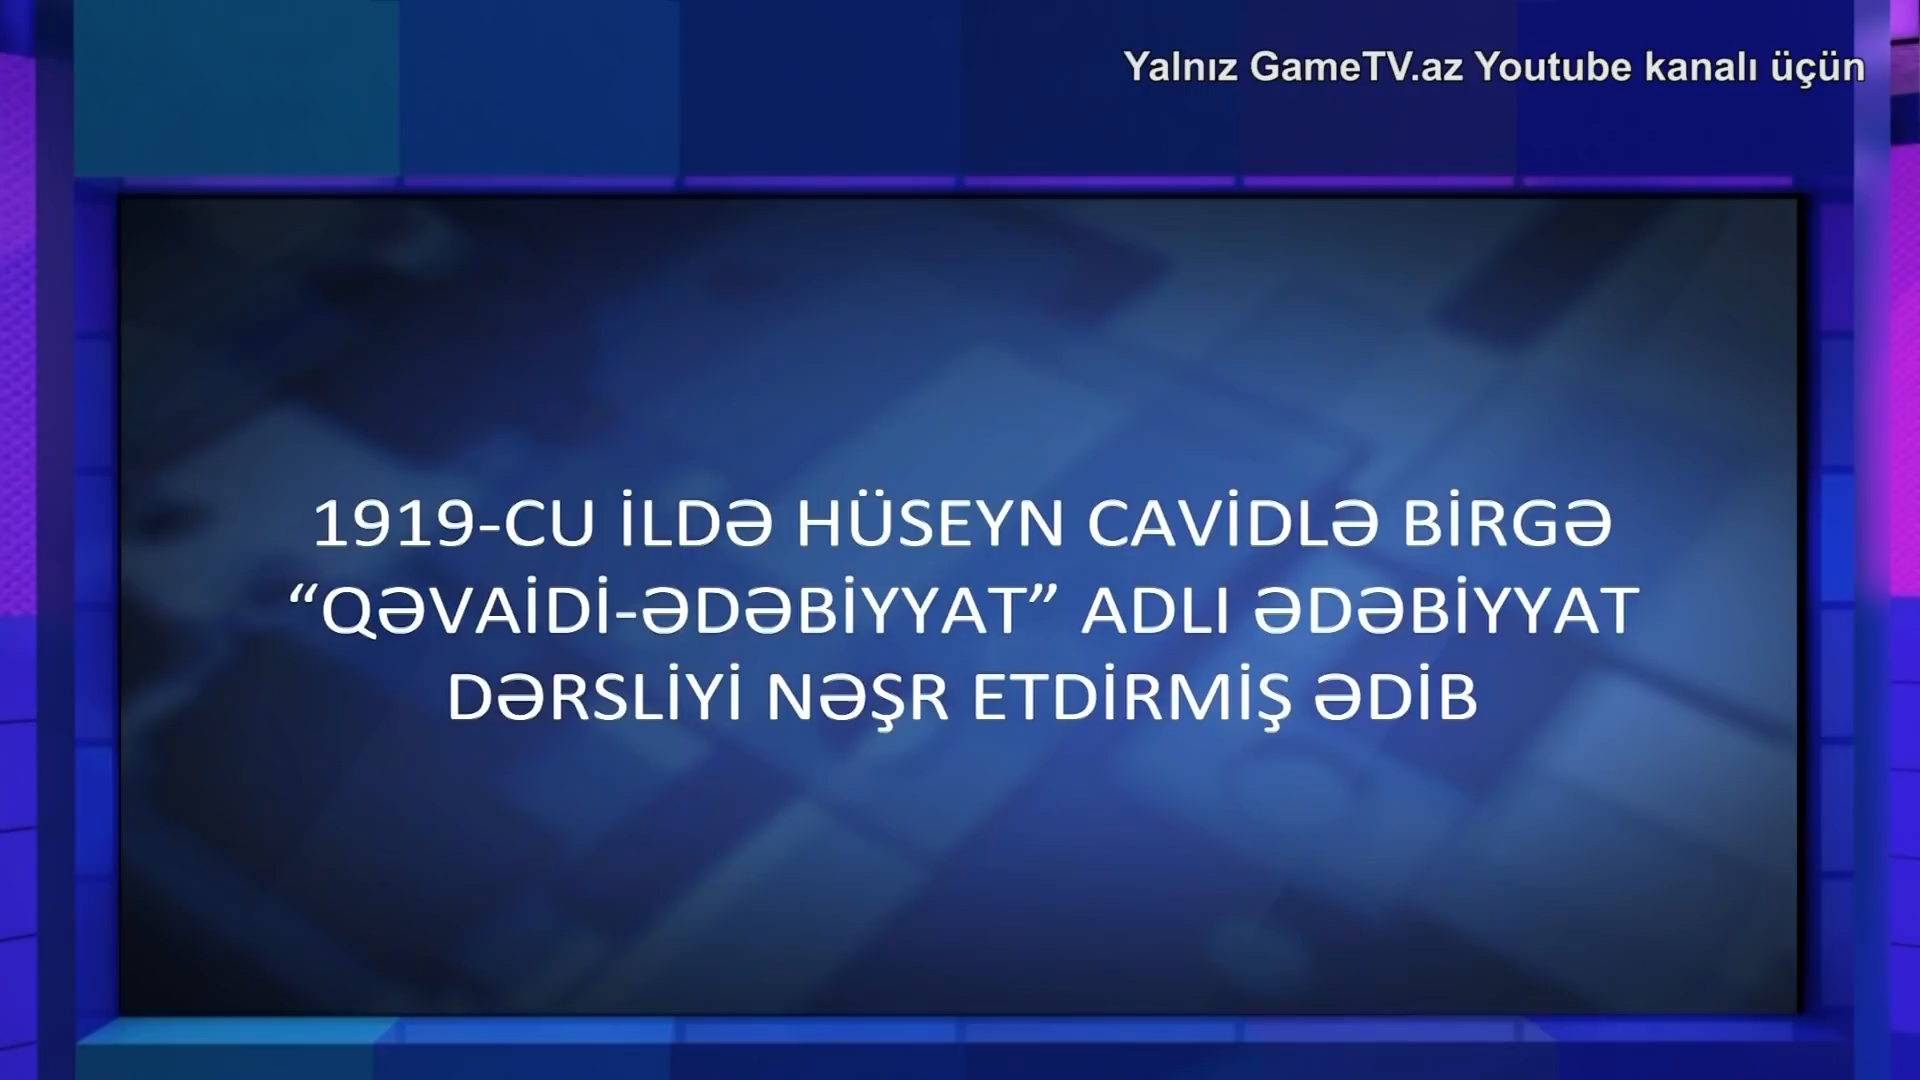 Yalnız GameTV.az Youtube kanalı üçün
1919-CU İLDƏ HÜSEYN CAVİDLƏ BİRGƏ
“QƏVAİDİ-ƏDƏBİYYAT” ADLI ƏDƏBİYYAT
DƏRSLİYİ NƏŞR ETDİRMİŞ ƏDİB